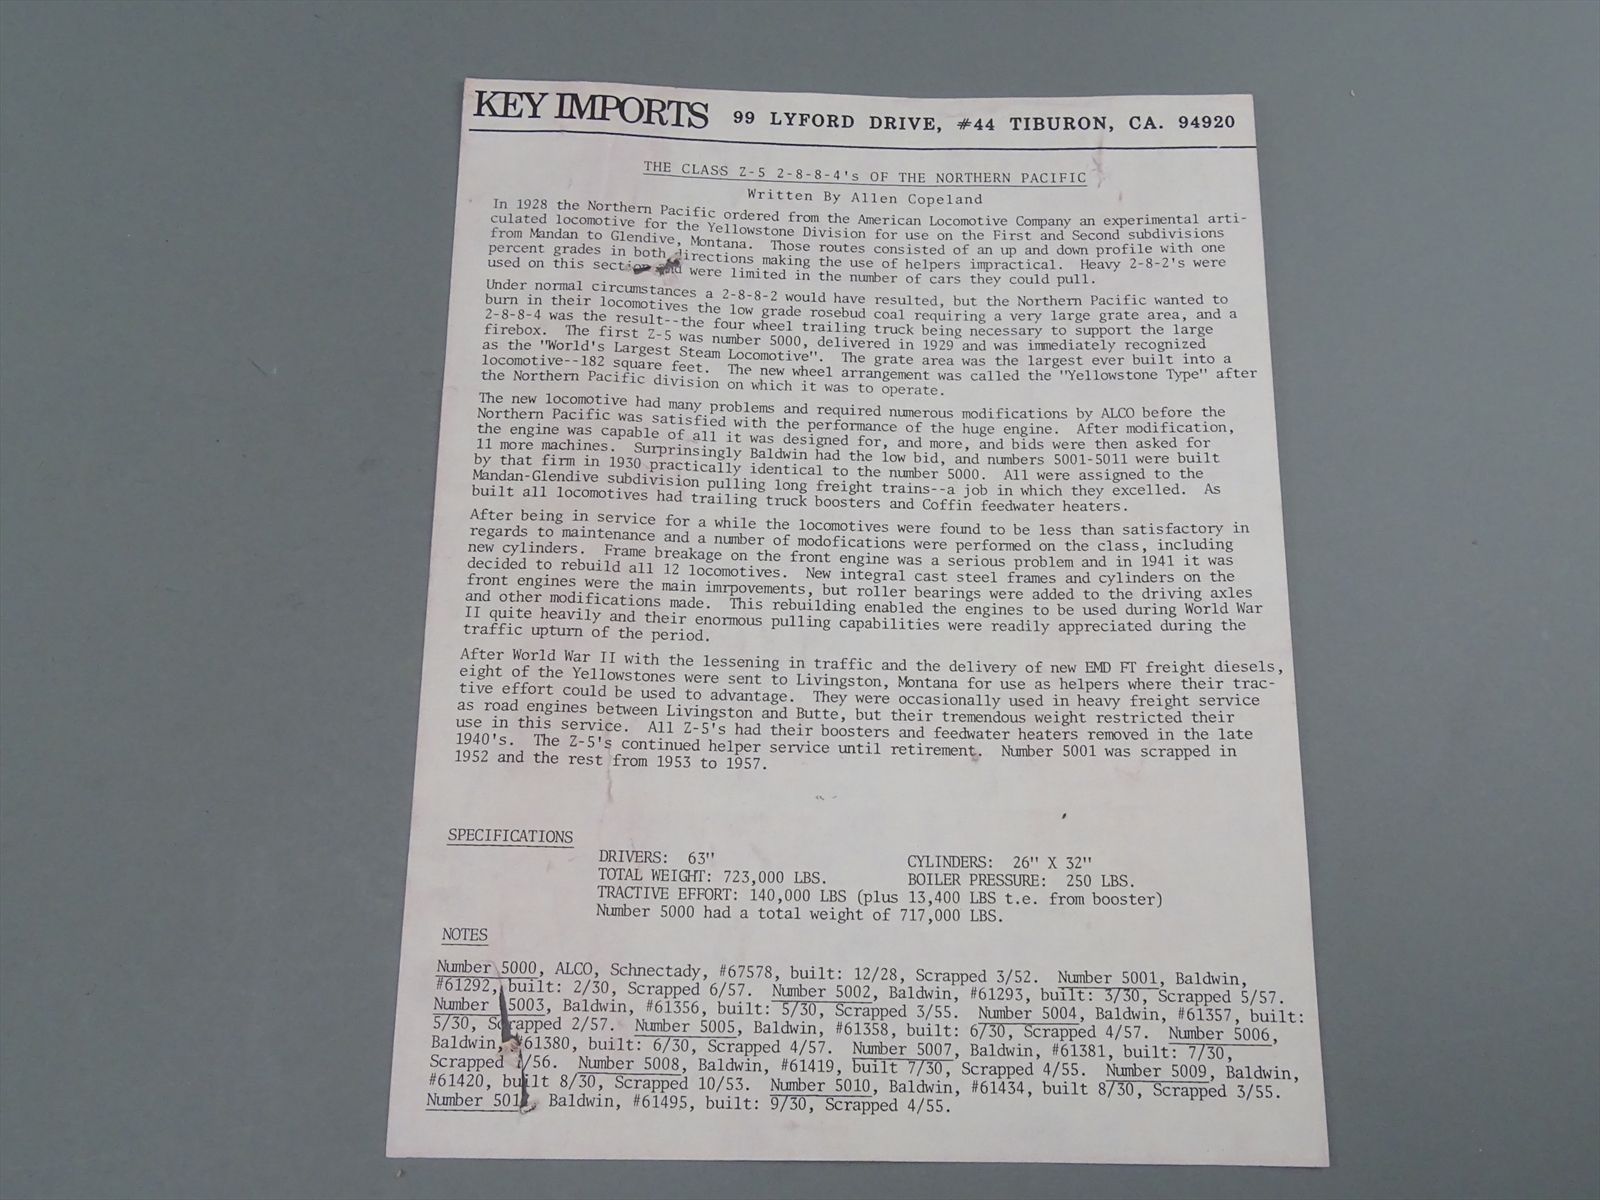 KEY IMPORTS 99 LYFORD DRIVE, #44 TIBURON, CA. 94920
THE CLASS Z-5 2-8-8-4's OF THE NORTHERN PACIFIC
Written By Allen Copeland
In 1928 the Northern Pacific ordered from the American Locomotive Company an experimental arti-
culated locomotive for the Yellowstone Division for use on the First and Second subdivisions
from Mandan to Glendive, Montana. Those routes consisted of an up and down profile with one
percent grades in both directions making the use of helpers impractical. Heavy 2-8-2's were
used on this section and were limited in the number of cars they could pull.
Under normal circumstances a 2-8-8-2 would have resulted, but the Northern Pacific wanted to
burn in their locomotives the low grade rosebud coal requiring a very large grate area, and a
2-8-8-4 was the result--the four wheel trailing truck being necessary to support the large
firebox. The first Z-5 was number 5000, delivered in 1929 and was immediately recognized
as the "World's Largest Steam Locomotive". The grate area was the largest ever built into a
locomotive--182 square feet. The new wheel arrangement was called the "Yellowstone Type" after
the Northern Pacific division on which it was to operate.
The new locomotive had many problems and required numerous modifications by ALCO before the
Northern Pacific was satisfied with the performance of the huge engine. After modification,
the engine was capable of all it was designed for, and more, and bids were then asked for
11 more machines. Surprinsingly Baldwin had the low bid, and numbers 5001-5011 were built
by that firm in 1930 practically identical to the number 5000. All were assigned to the
Mandan-Glendive subdivision pulling long freight trains--a job in which they excelled. As
built all locomotives had trailing truck boosters and Coffin feedwater heaters.
After being in service for a while the locomotives were found to be less than satisfactory in
regards to maintenance and a number of modofications were performed on the class, including
new cylinders. Frame breakage on the front engine was a serious problem and in 1941 it was
decided to rebuild all 12 locomotives. New integral cast steel frames and cylinders on the
front engines were the main imrpovements, but roller bearings were added to the driving axles
and other modifications made. This rebuilding enabled the engines to be used during World War
II quite heavily and their enormous pulling capabilities were readily appreciated during the
traffic upturn of the period.
After World War II with the lessening in traffic and the delivery of new EMD FT freight diesels,
eight of the Yellowstones were sent to Livingston, Montana for use as helpers where their trac-
tive effort could be used to advantage. They were occasionally used in heavy freight service
as road engines between Livingston and Butte, but their tremendous weight restricted their
use in this service. All Z-5's had their boosters and feedwater heaters removed in the late
1940's. The Z-5's continued helper service until retirement. Number 5001 was scrapped in
1952 and the rest from 1953 to 1957.
SPECIFICATIONS
DRIVERS: 63" CYLINDERS: 26" X 32"
TOTAL WEIGHT: 723,000 LBS. BOILER PRESSURE: 250 LBS.
TRACTIVE EFFORT: 140,000 LBS (plus 13,400 LBS t.e. from booster)
Number 5000 had a total weight of 717,000 LBS.
NOTES
Number 5000, ALCO, Schnectady, #67578, built: 12/28, Scrapped 3/52. Number 5001, Baldwin,
#61292, built: 2/30, Scrapped 6/57. Number 5002, Baldwin, #61293, built: 3/30, Scrapped 5/57.
Number 5003, Baldwin, #61356, built: 5/30, Scrapped 3/55. Number 5004, Baldwin, #61357, built:
5/30, Scrapped 2/57. Number 5005, Baldwin, #61358, built: 6/30, Scrapped 4/57. Number 5006,
Baldwin, #61380, built: 6/30, Scrapped 4/57. Number 5007, Baldwin, #61381, built: 7/30,
Scrapped /56. Number 5008, Baldwin, #61419, built 7/30, Scrapped 4/55. Number 5009, Baldwin,
#61420, built 8/30, Scrapped 10/53. Number 5010, Baldwin, #61434, built 8/30, Scrapped 3/55.
Number 5011, Baldwin, #61495, built: 9/30, Scrapped 4/55.